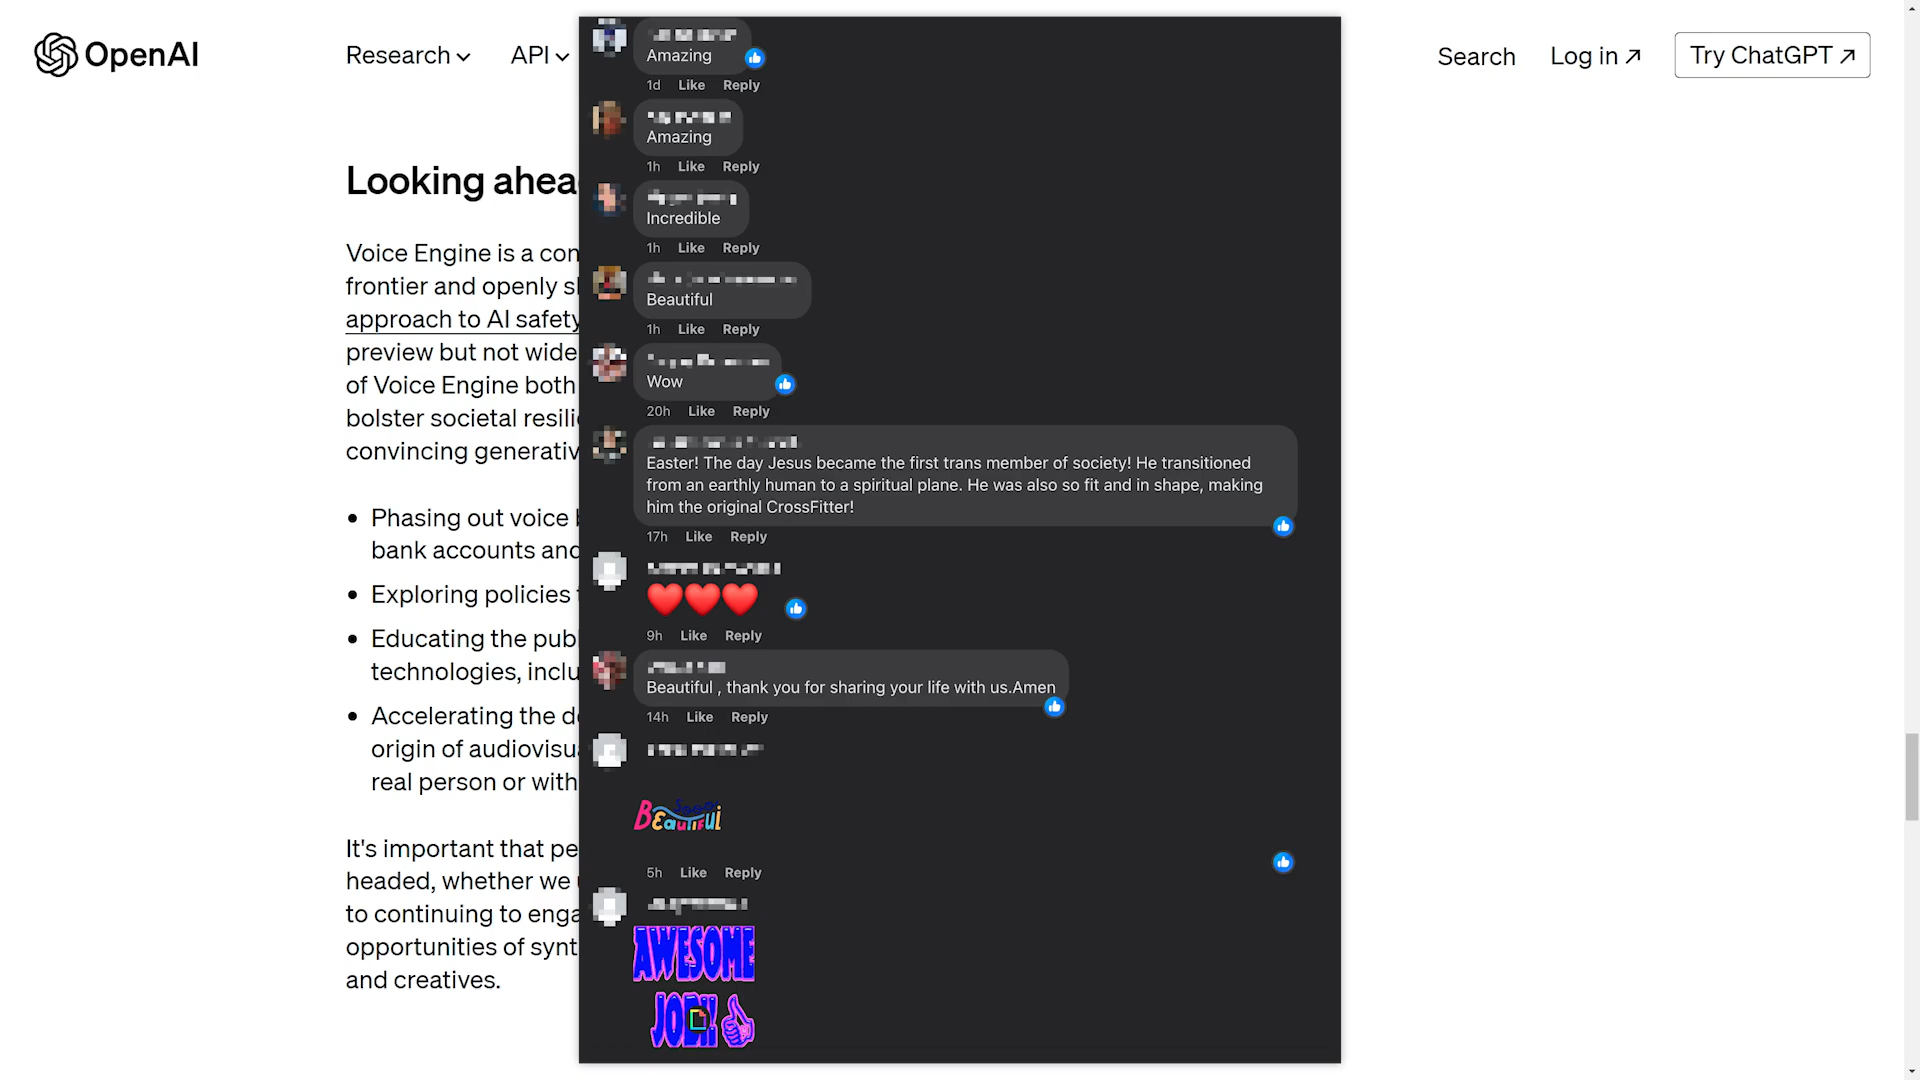 OpenAI
Research
API
Search
Log in
Try ChatGPT
Looking ahea
Voice Engine is a con
frontier and openly s
approach to AI safety
preview but not wide
of Voice Engine both
bolster societal resili
convincing generativ
Phasing out voice
bank accounts and
Exploring policies
Educating the publ
technologies, inclu
Accelerating the d
origin of audiovisua
real person or with
It's important that pe
headed, whether we
to continuing to enga
opportunities of synt
and creatives.
Amazing
1d Like Reply
Amazing
1h Like Reply
Incredible
1h Like Reply
Beautiful
1h Like Reply
Wow
20h Like Reply
Easter! The day Jesus became the first trans member of society! He transitioned
from an earthly human to a spiritual plane. He was also so fit and in shape, making
him the original CrossFitter!
17h Like Reply
9h Like Reply
Beautiful , thank you for sharing your life with us.Amen
14h Like Reply
BEautiful
5h Like Reply
AWESOME
JOB!!